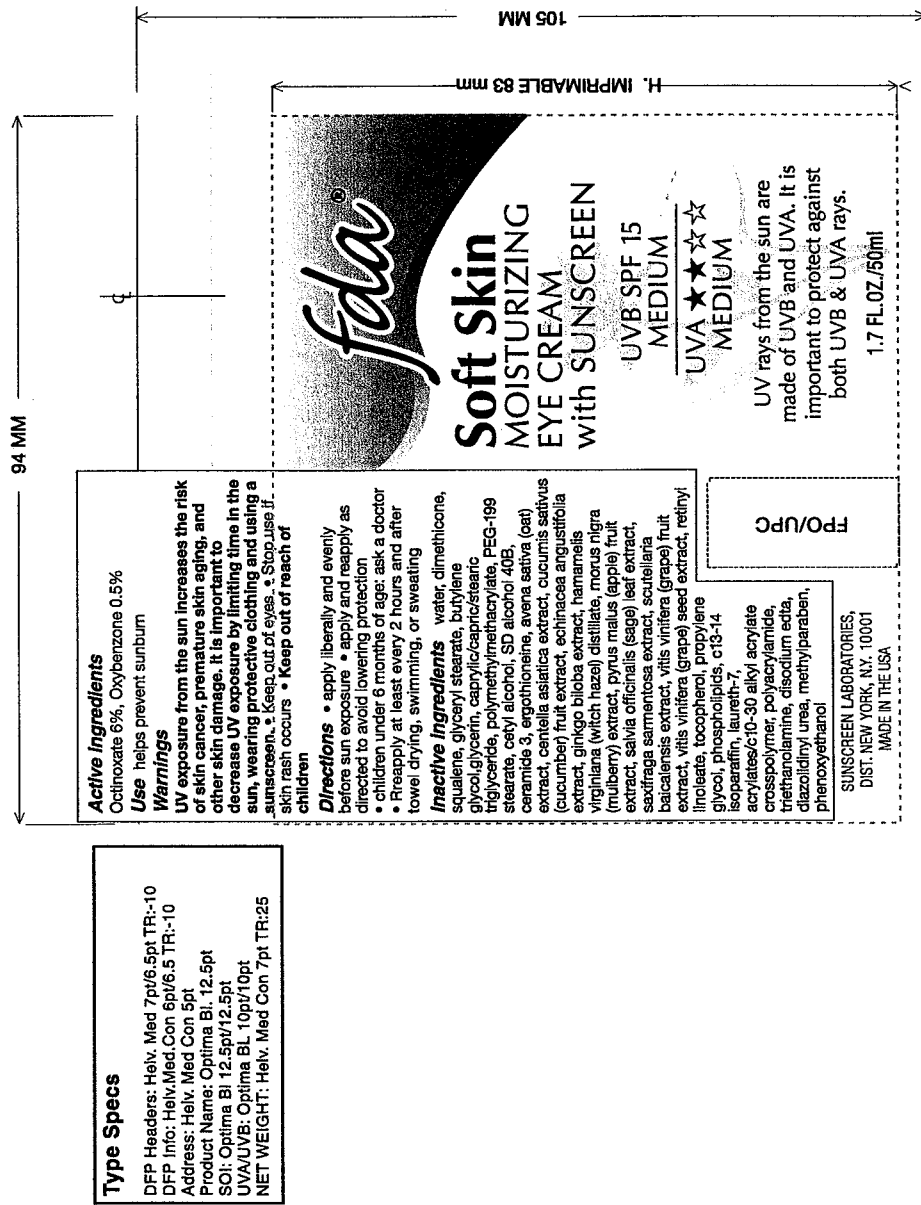 Type Specs
DFP Headers: Helv. Med 7pt/6.5pt TR:-10
DFP Info: Helv.Med.Con 6pt/6.5 TR:-10
Address: Helv. Med Con 5pt
Product Name: Optima Bl. 12.5pt
SOI: Optima Bl 12.5pt/12.5pt
UVA/UVB: Optima BL 10pt/10pt
NET WEIGHT: Helv. Med Con 7pt TR:25
94 MM
105 MM
H. IMPRIMABLE 83 mm
Active Ingredients
Octinoxate 6%, Oxybenzone 0.5%
Use helps prevent sunburn
Warnings
UV exposure from the sun increases the risk
of skin cancer, premature skin aging, and
other skin damage. it is important to
decrease UV exposure by limiting time in the
sun, wearing protective clothing and using a
sunscreen. • Keep out of eyes • Stop use if
skin rash occurs • Keep out of reach of
children
Directions • apply liberally and evenly
before sun exposure • apply and reapply as
directed to avoid lowering protection
• children under 6 months of age: ask a doctor
• Rreapply at least every 2 hours and after
towel drying, swimming, or sweating
Inactive Ingredients water, dimethicone,
squalene, glyceryl stearate, butylene
glycol,glycerin, caprylic/capric/stearic
triglyceride, polymethylmethacrylate, PEG-199
stearate, cetyl alcohol, SD alcohol 40B,
ceramide 3, ergothioneine, avena sativa (oat)
extract, centella asiatica extract, cucumis sativus
(cucumber) fruit extract, echinacea angustifolia
extract, ginkgo biloba extract, hamamelis
virginiana (witch hazel) distillate, morus nigra
(mulberry) extract, pyrus malus (apple) fruit
extract, salvia officinalis (sage) leaf extract,
saxifraga sarmentosa extract, scutellaria
baicalensis extract, vitis vinifera (grape) fruit
extract, vitis vinifera (grape) seed extract, retinyl
linoleate, tocopherol, propylene
glycol, phospholipids, c13-14
isoparaffin, laureth-7,
acrylates/c10-30 alkyl acrylate
crosspolymer, polyacrylamide,
triethanolamine, disodium edta,
diazolidinyl urea, methylparaben,
phenoxyethanol
SUNSCREEN LABORATORIES,
DIST. NEW YORK, N.Y. 10001
MADE IN THE USA
FPO/UPC
fda®
Soft Skin
MOISTURIZING
EYE CREAM
with SUNSCREEN
UVB SPF 15
MEDIUM
UVA ★★☆☆
MEDIUM
UV rays from the sun are
made of UVB and UVA. It is
important to protect against
both UVB & UVA rays.
1.7 FL.OZ./50ml